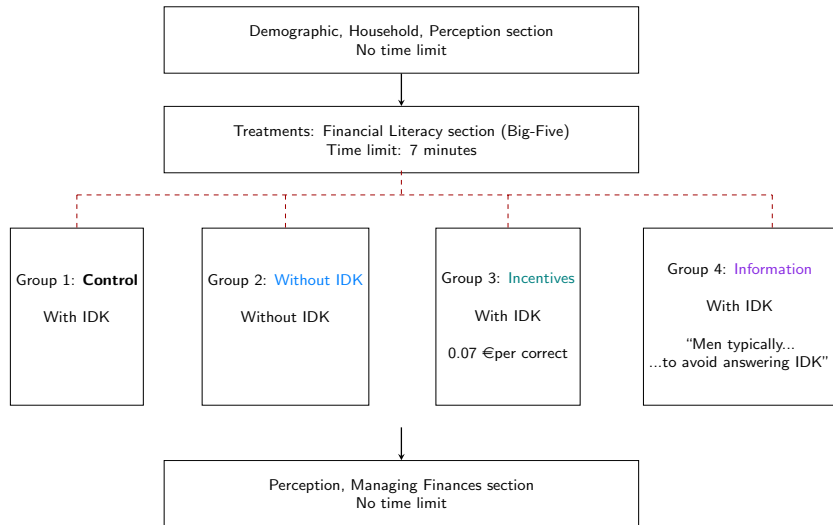 Demographic, Household, Perception section
No time limit
Treatments: Financial Literacy section (Big-Five)
Time limit: 7 minutes
Group 1: Control
With IDK
Group 2: Without IDK
Without IDK
Group 3: Incentives
With IDK
0.07 €per correct
Group 4: Information
With IDK
“Men typically...
...to avoid answering IDK”
Perception, Managing Finances section
No time limit